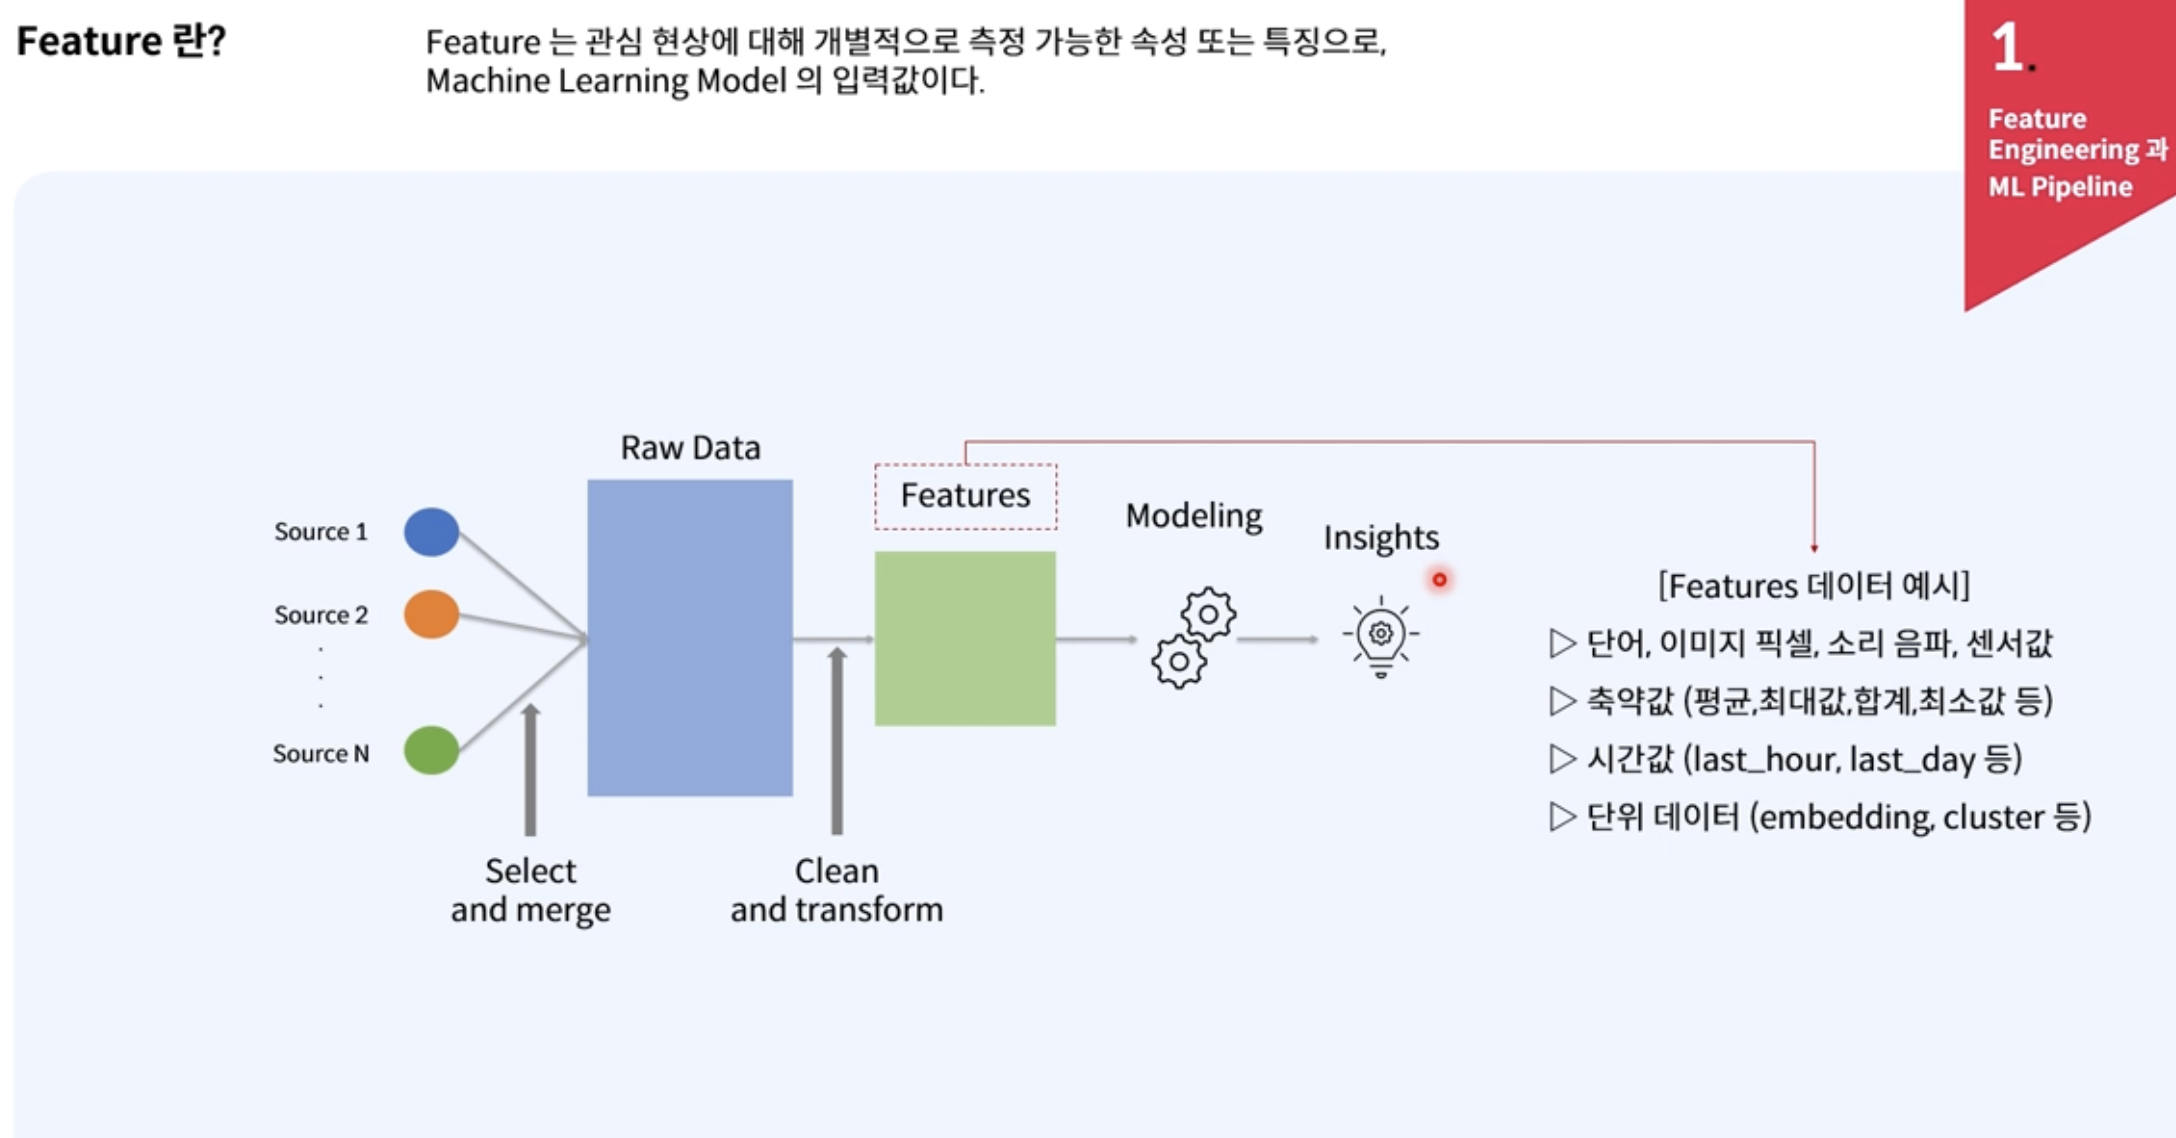 Feature 란?
Feature 는 관심 현상에 대해 개별적으로 측정 가능한 속성 또는 특징으로,
Machine Learning Model 의 입력값이다.
1.
Feature
Engineering 과
ML Pipeline
Source 1
Source 2
.
.
.
Source N
Select
and merge
Raw Data
Clean
and transform
Features
Modeling
Insights
[Features 데이터 예시]
▷ 단어, 이미지 픽셀, 소리 음파, 센서값
▷ 축약값 (평균,최대값,합계,최소값 등)
▷ 시간값 (last_hour, last_day 등)
▷ 단위 데이터 (embedding, cluster 등)